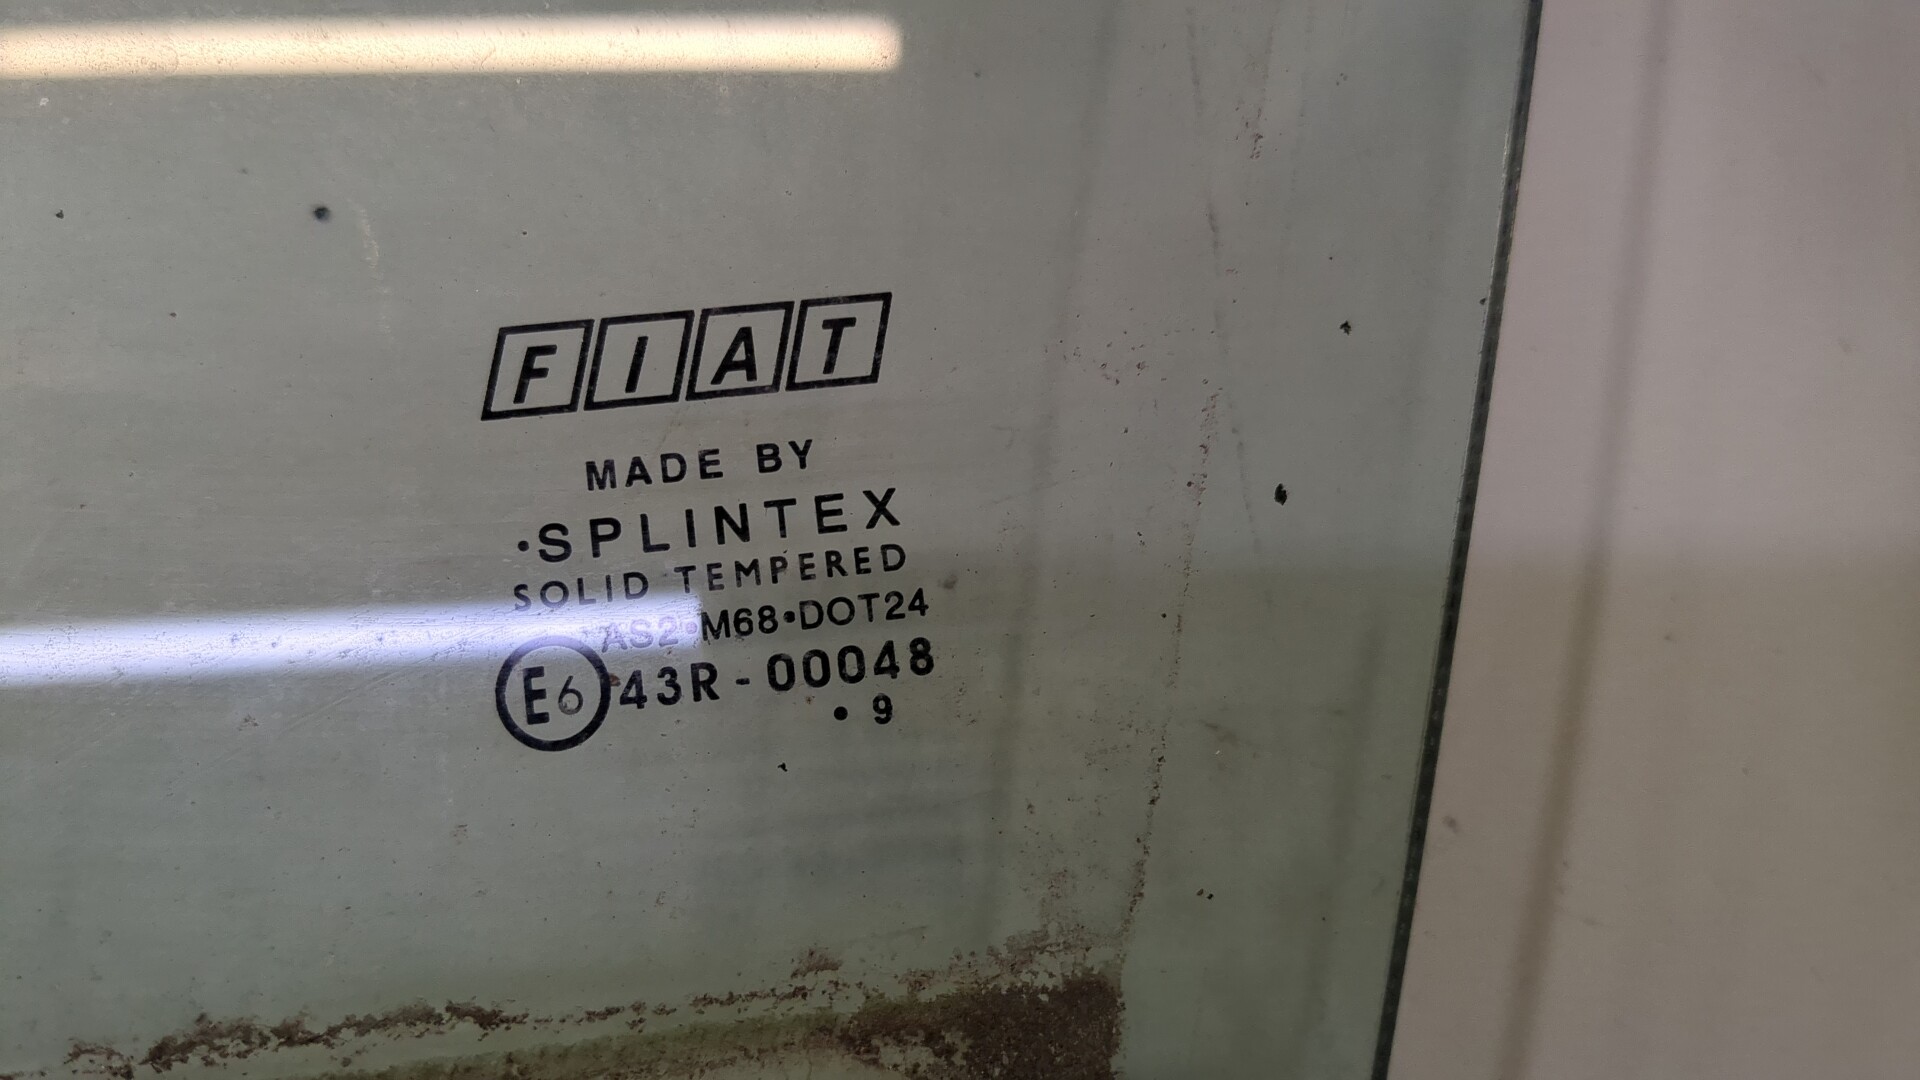 FIAT
MADE BY
•SPLINTEX
SOLID TEMPERED
AS2•M68•DOT24
E6 43R-00048
• 9